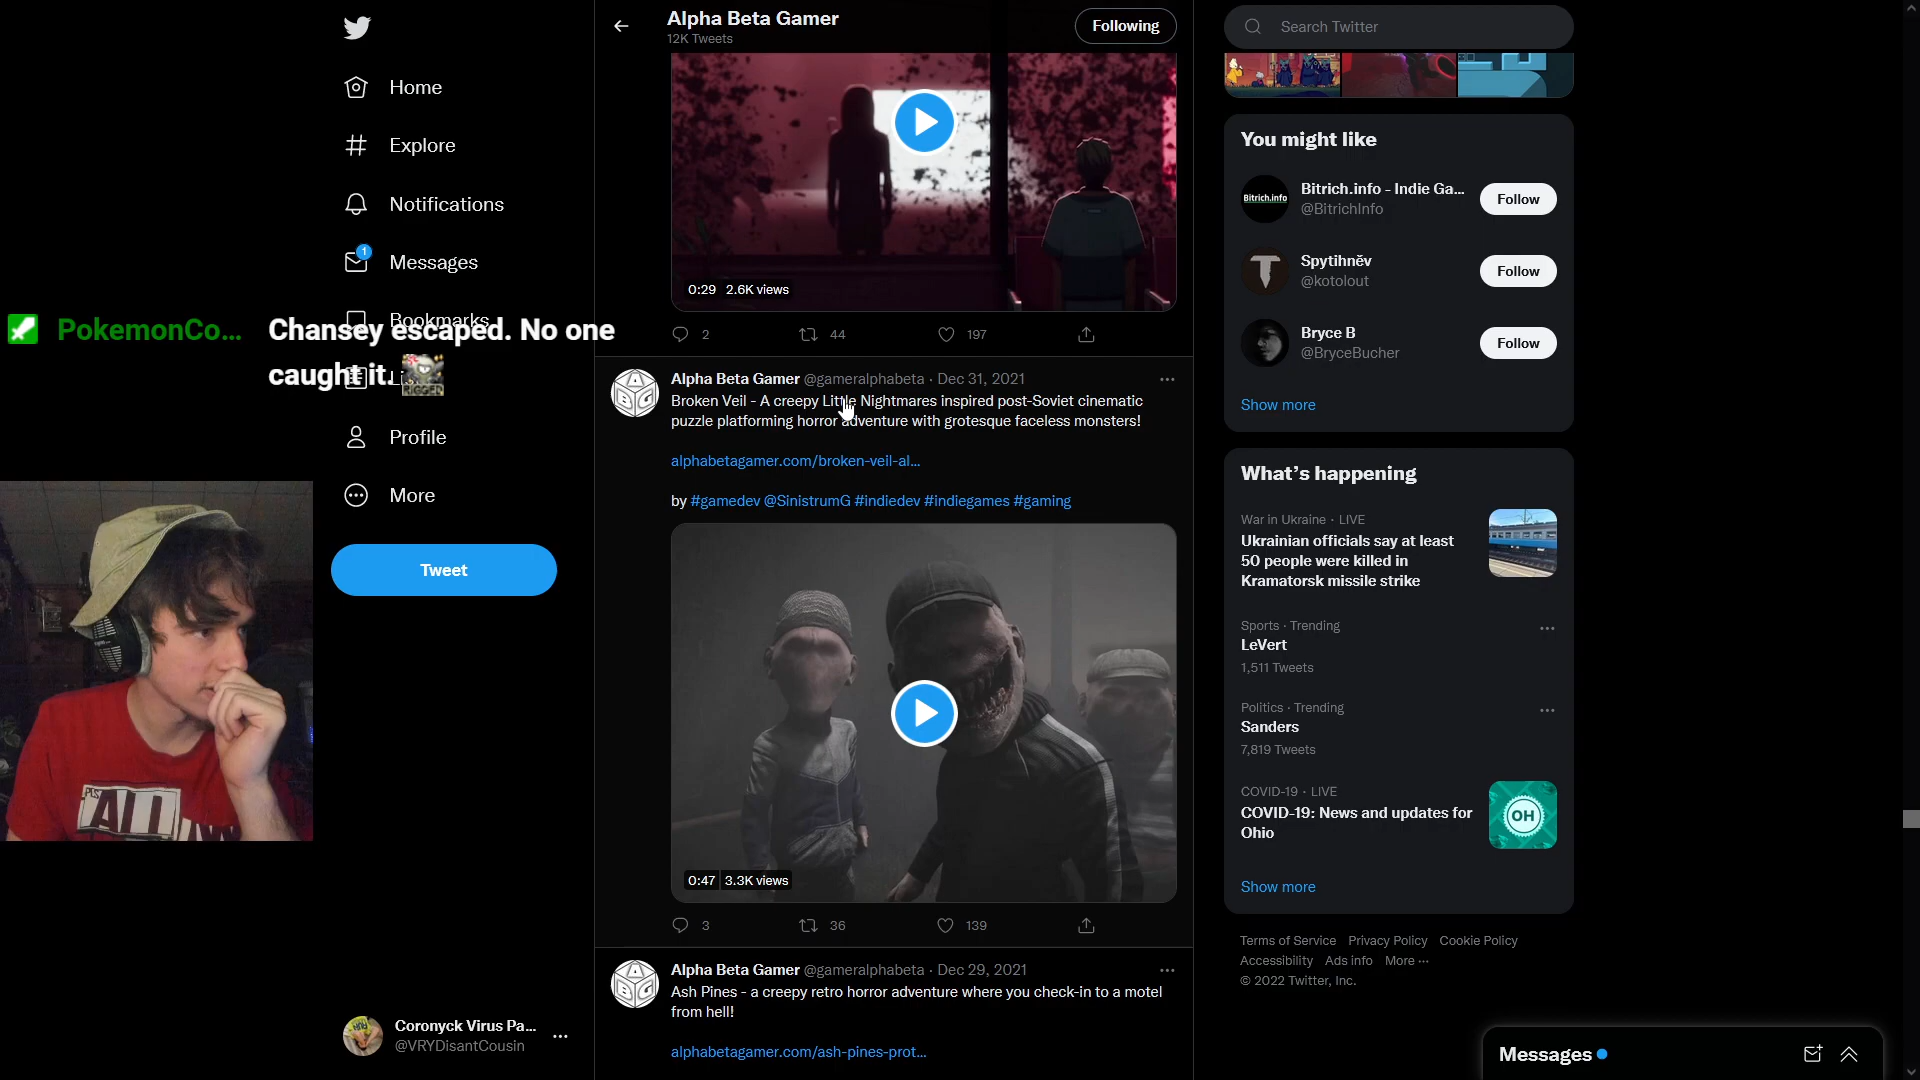 Home
Explore
Notifications
1
Messages
Bookmarks
Li
Profile
More
Tweet
Coronyck Virus Pa...
@VRYDisantCousin
PokemonCo...
Chansey escaped. No one
caught it.
RIGGED
Alpha Beta Gamer
12K Tweets
Following
0:29 2.6K views
2 44 197
Alpha Beta Gamer @gameralphabeta · Dec 31, 2021
Broken Veil - A creepy Little Nightmares inspired post-Soviet cinematic
puzzle platforming horror adventure with grotesque faceless monsters!
alphabetagamer.com/broken-veil-al...
by #gamedev @SinistrumG #indiedev #indiegames #gaming
0:47 3.3K views
3 36 139
Alpha Beta Gamer @gameralphabeta · Dec 29, 2021
Ash Pines - a creepy retro horror adventure where you check-in to a motel
from hell!
alphabetagamer.com/ash-pines-prot...
Search Twitter
You might like
Bitrich.info
Bitrich.info - Indie Ga...
@BitrichInfo
Follow
Spytihněv
@kotolout
Follow
Bryce B
@BryceBucher
Follow
Show more
What's happening
War in Ukraine · LIVE
Ukrainian officials say at least
50 people were killed in
Kramatorsk missile strike
Sports · Trending
LeVert
1,511 Tweets
Politics · Trending
Sanders
7,819 Tweets
COVID-19 · LIVE
COVID-19: News and updates for
Ohio
OH
Show more
Terms of Service Privacy Policy Cookie Policy
Accessibility Ads info More ···
© 2022 Twitter, Inc.
Messages